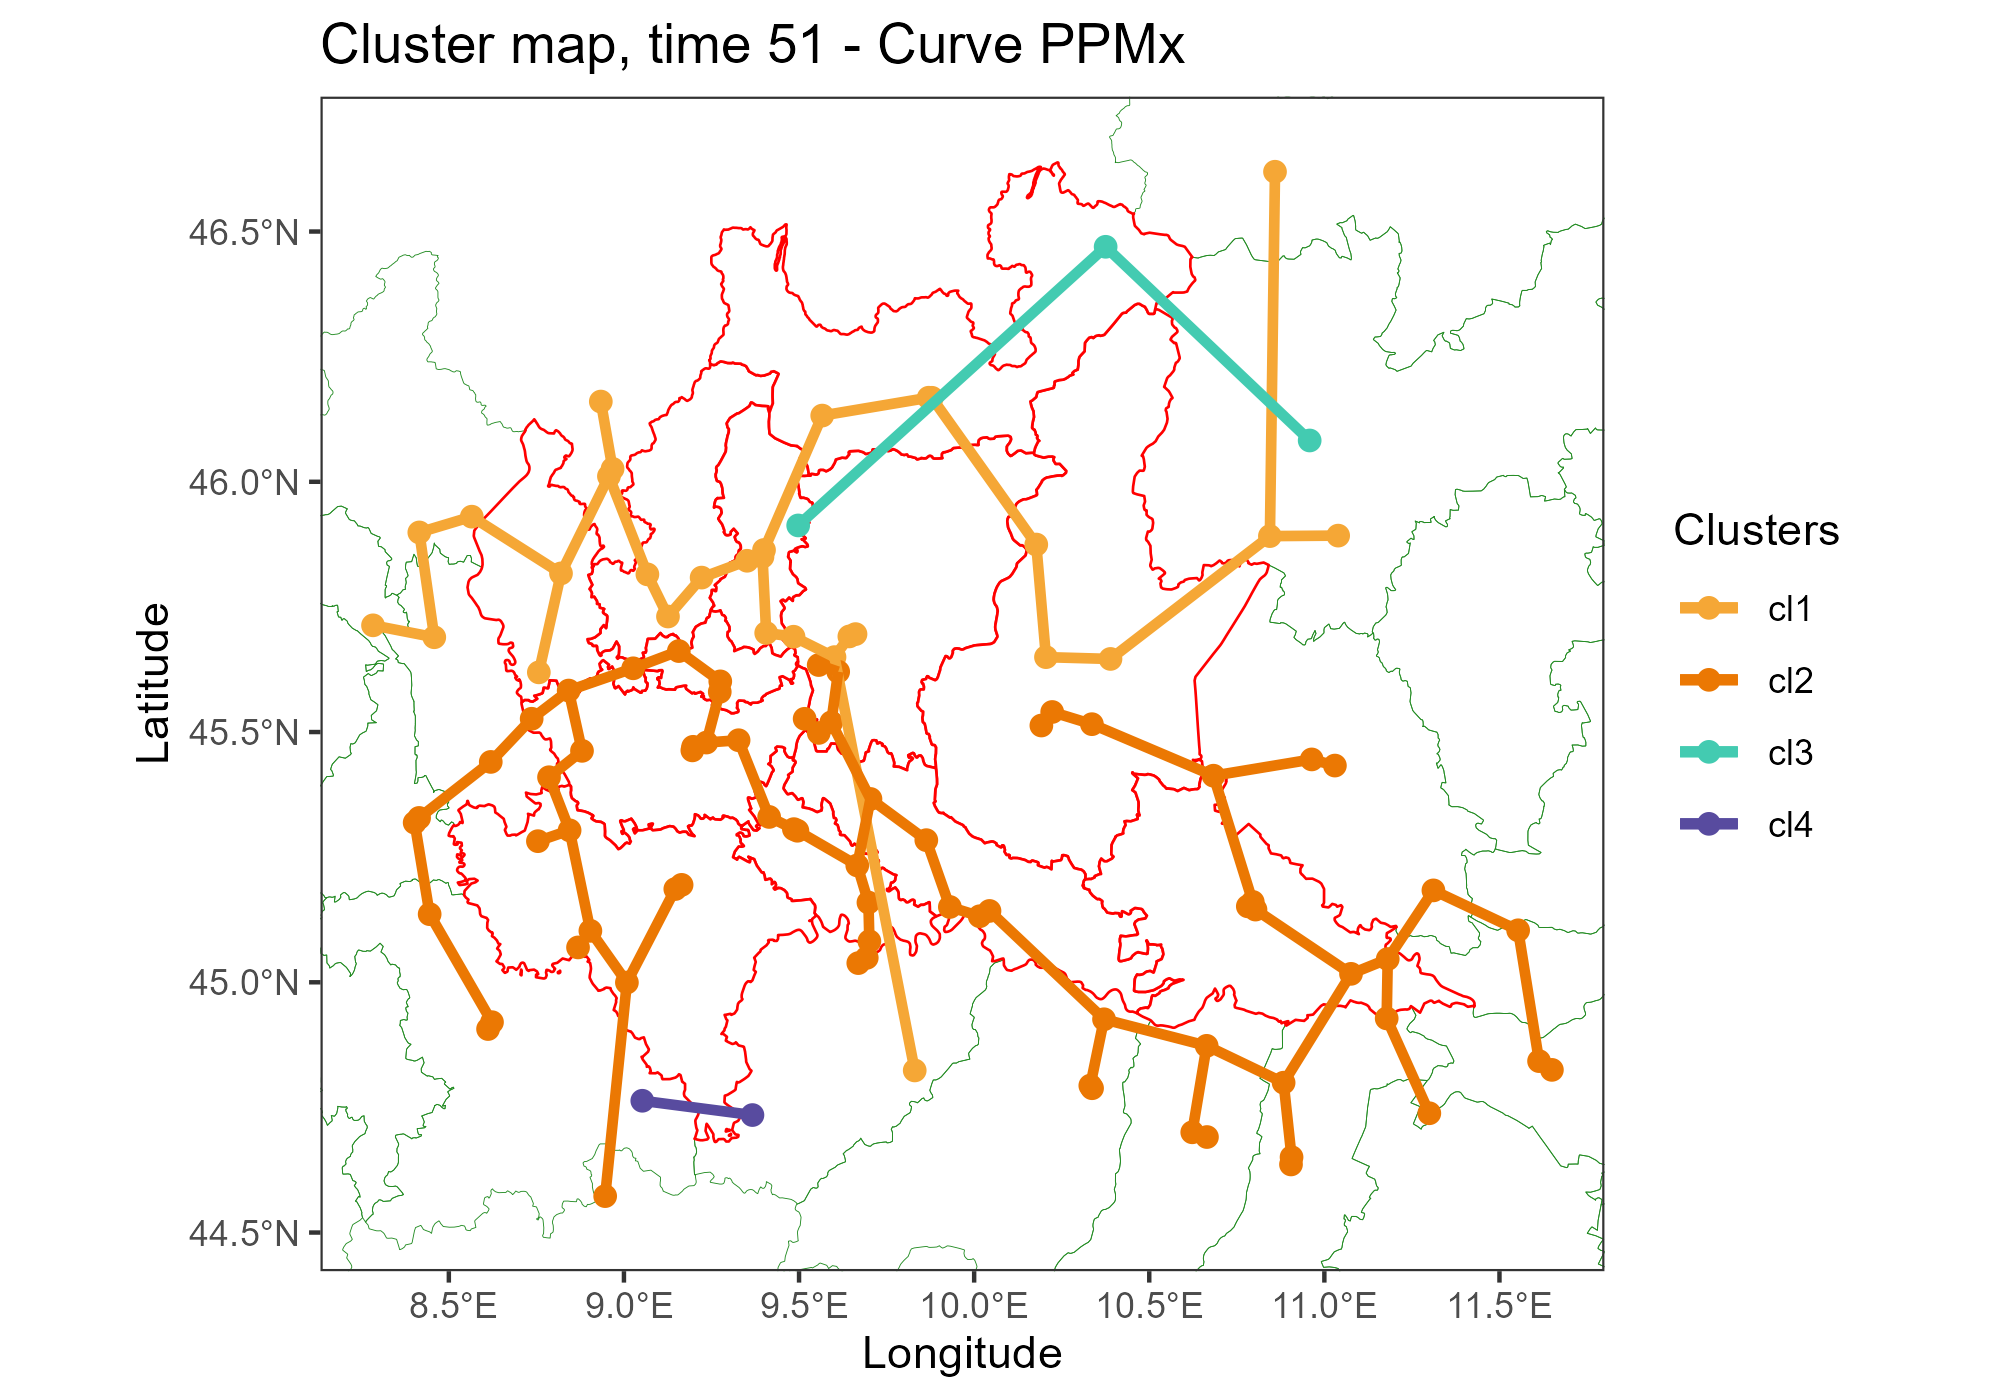 Cluster map, time 51 - Curve PPMx
46.5°N
46.0°N
45.5°N
45.0°N
44.5°N
Latitude
8.5°E
9.0°E
9.5°E
10.0°E
10.5°E
11.0°E
11.5°E
Longitude
Clusters
cl1
cl2
cl3
cl4